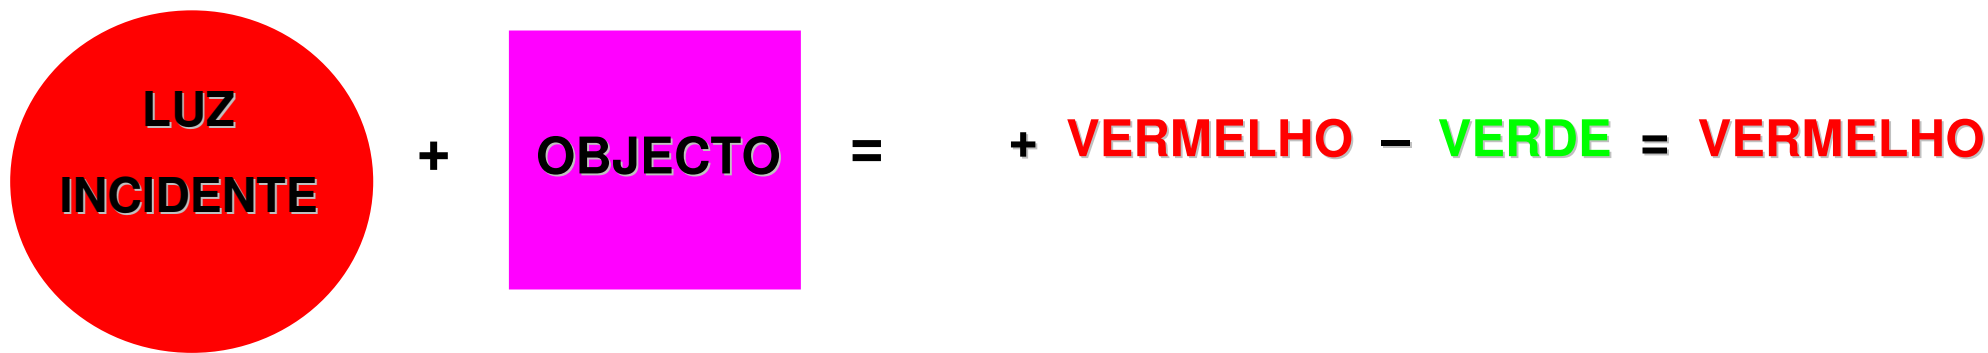 LUZ
INCIDENTE
+
OBJECTO
=
+ VERMELHO – VERDE = VERMELHO